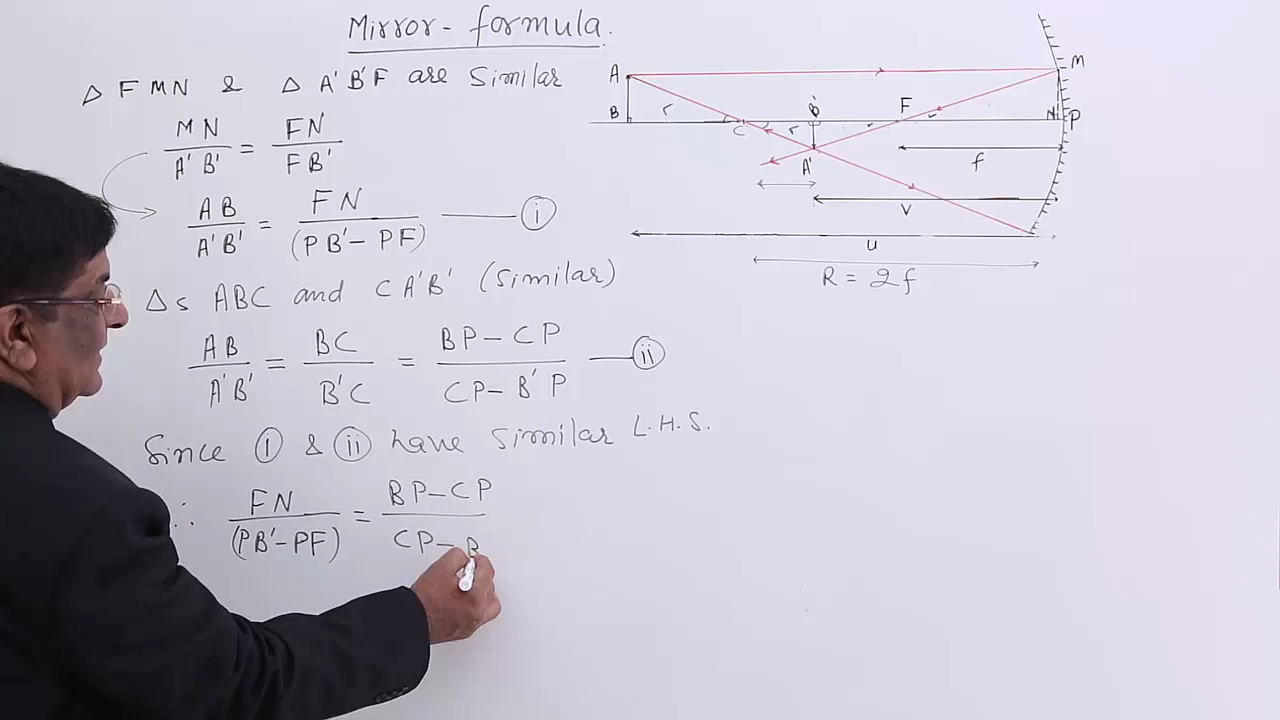 Mirror - formula.
△ FMN & △ A'B'F are Similar
MN / A'B' = FN / FB'
AB / A'B' = FN / (PB' - PF) —— (i)
△s ABC and CA'B' (Similar)
AB / A'B' = BC / B'C = BP - CP / CP - B'P —— (ii)
Since (i) & (ii) have similar L.H.S.
∴ FN / (PB' - PF) = BP - CP / CP - B
A
M
B
r
C
r
B'
F
N
P
A'
f
v
u
R = 2f